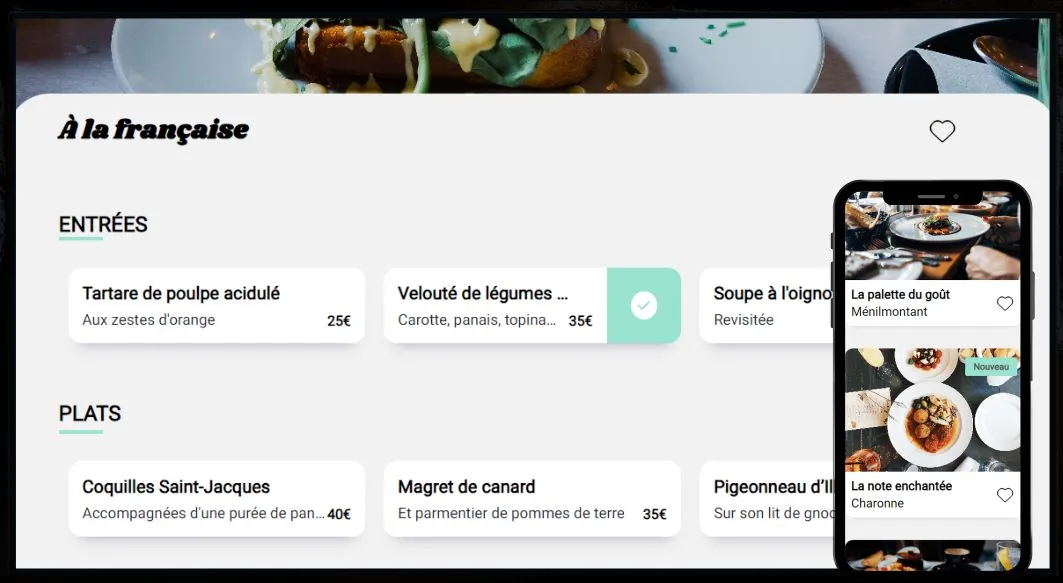 À la française
ENTRÉES
Tartare de poulpe acidulé
Aux zestes d'orange
25€
Velouté de légumes ...
Carotte, panais, topina...
35€
Soupe à l'oigno
Revisitée
PLATS
Coquilles Saint-Jacques
Accompagnées d'une purée de pan...
40€
Magret de canard
Et parmentier de pommes de terre
35€
Pigeonneau d'Il
Sur son lit de gnoc
La palette du goût
Ménilmontant
Nouveau
La note enchantée
Charonne